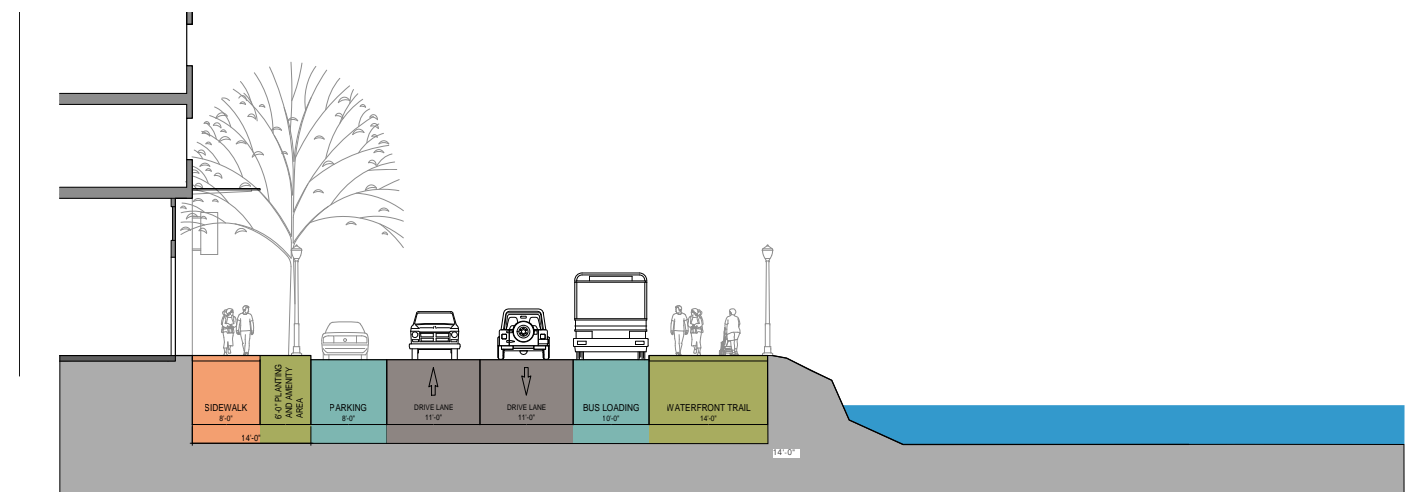 SIDEWALK
8'-0"
6'-0" PLANTING
AND AMENITY
AREA
PARKING
8'-0"
DRIVE LANE
11'-0"
DRIVE LANE
11'-0"
BUS LOADING
10'-0"
WATERFRONT TRAIL
14'-0"
14'-0"
14'-0"